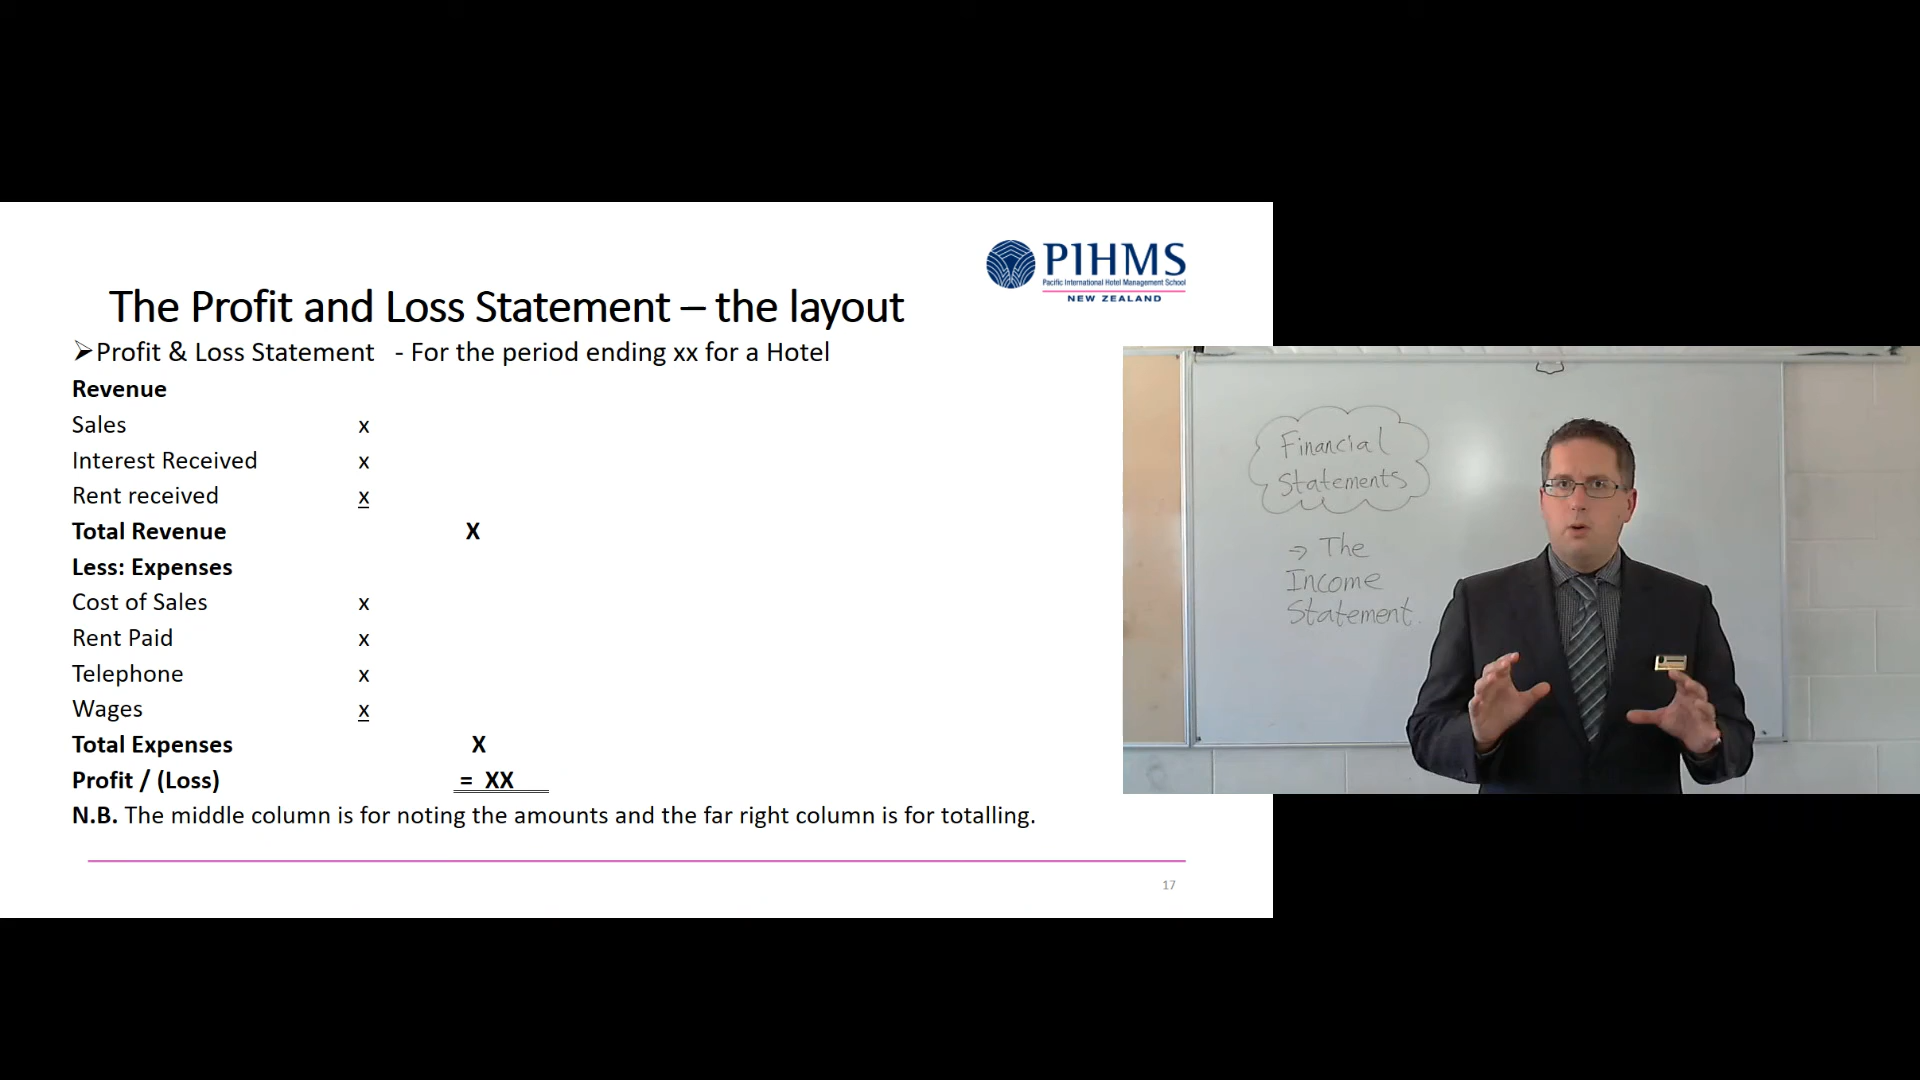 PIHMS
Pacific International Hotel Management School
NEW ZEALAND
The Profit and Loss Statement – the layout
➢Profit & Loss Statement - For the period ending xx for a Hotel
Revenue
Sales x
Interest Received x
Rent received x
Total Revenue X
Less: Expenses
Cost of Sales x
Rent Paid x
Telephone x
Wages x
Total Expenses X
Profit / (Loss) = XX
N.B. The middle column is for noting the amounts and the far right column is for totalling.
17
Financial
Statements
→ The
Income
Statement.